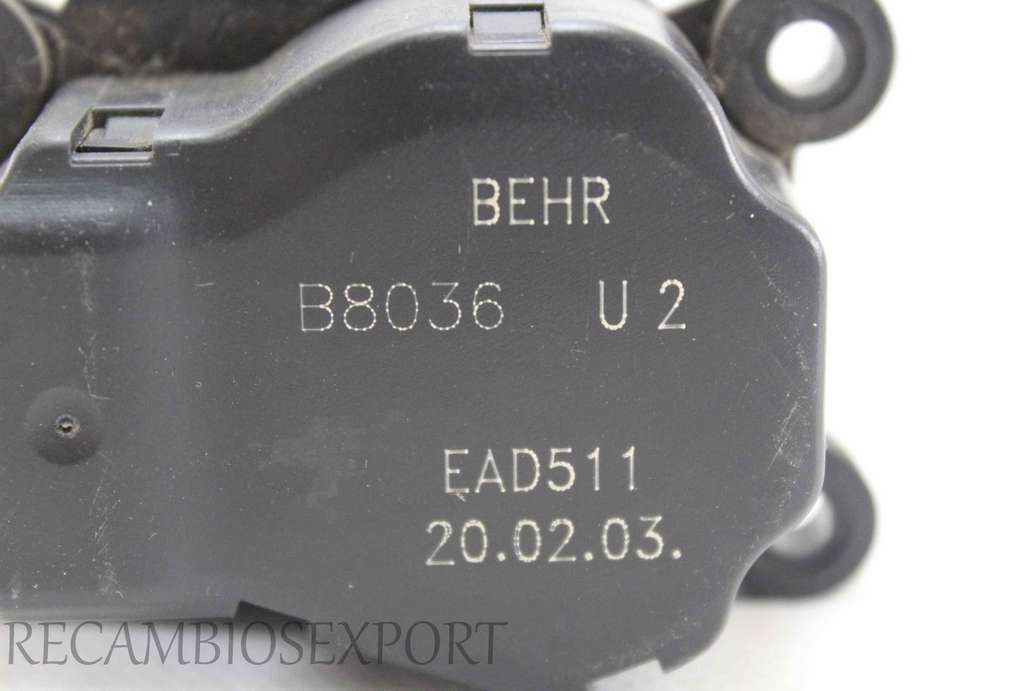 BEHR
B8036 U2
EAD511
20.02.03.
RECAMBIOSEXPORT